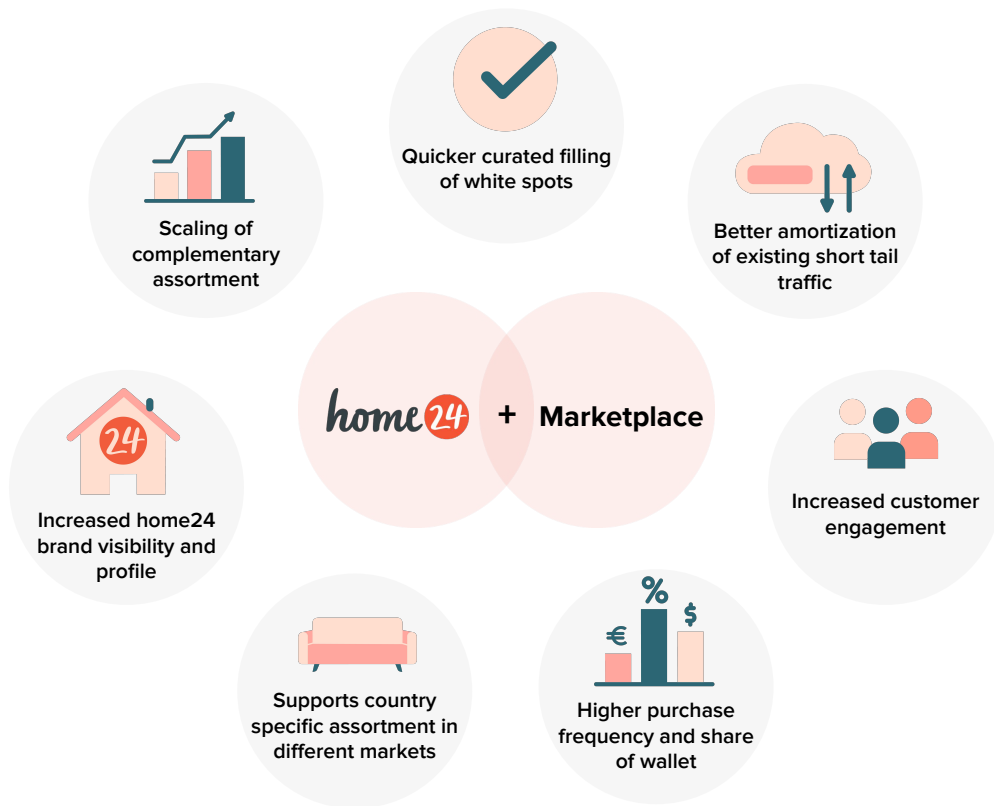 Quicker curated filling
of white spots
Scaling of
complementary
assortment
Better amortization
of existing short tail
traffic
home24 + Marketplace
24
Increased home24
brand visibility and
profile
Increased customer
engagement
Supports country
specific assortment in
different markets
€ % $
Higher purchase
frequency and share
of wallet